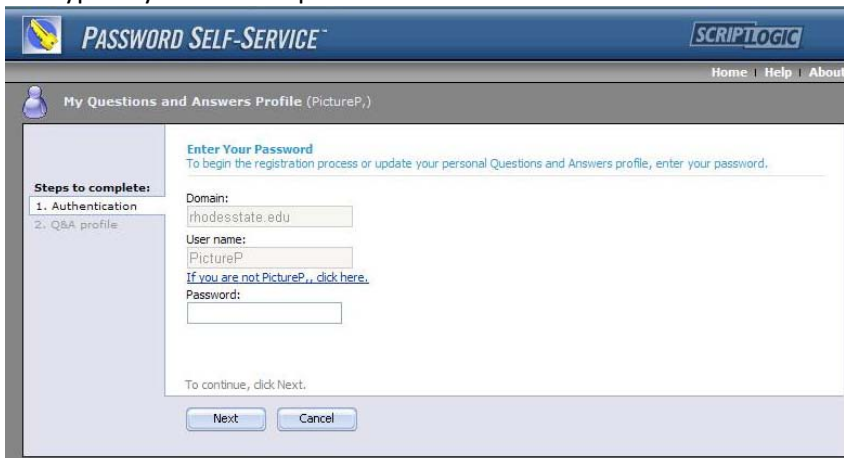 PASSWORD SELF-SERVICE
SCRIPTLOGIC
Home | Help | About
My Questions and Answers Profile (PictureP,)
Enter Your Password
To begin the registration process or update your personal Questions and Answers profile, enter your password.
Steps to complete:
1. Authentication
2. Q&A profile
Domain:
rhodesstate.edu
User name:
PictureP
If you are not PictureP,, click here.
Password:
To continue, click Next.
Next
Cancel